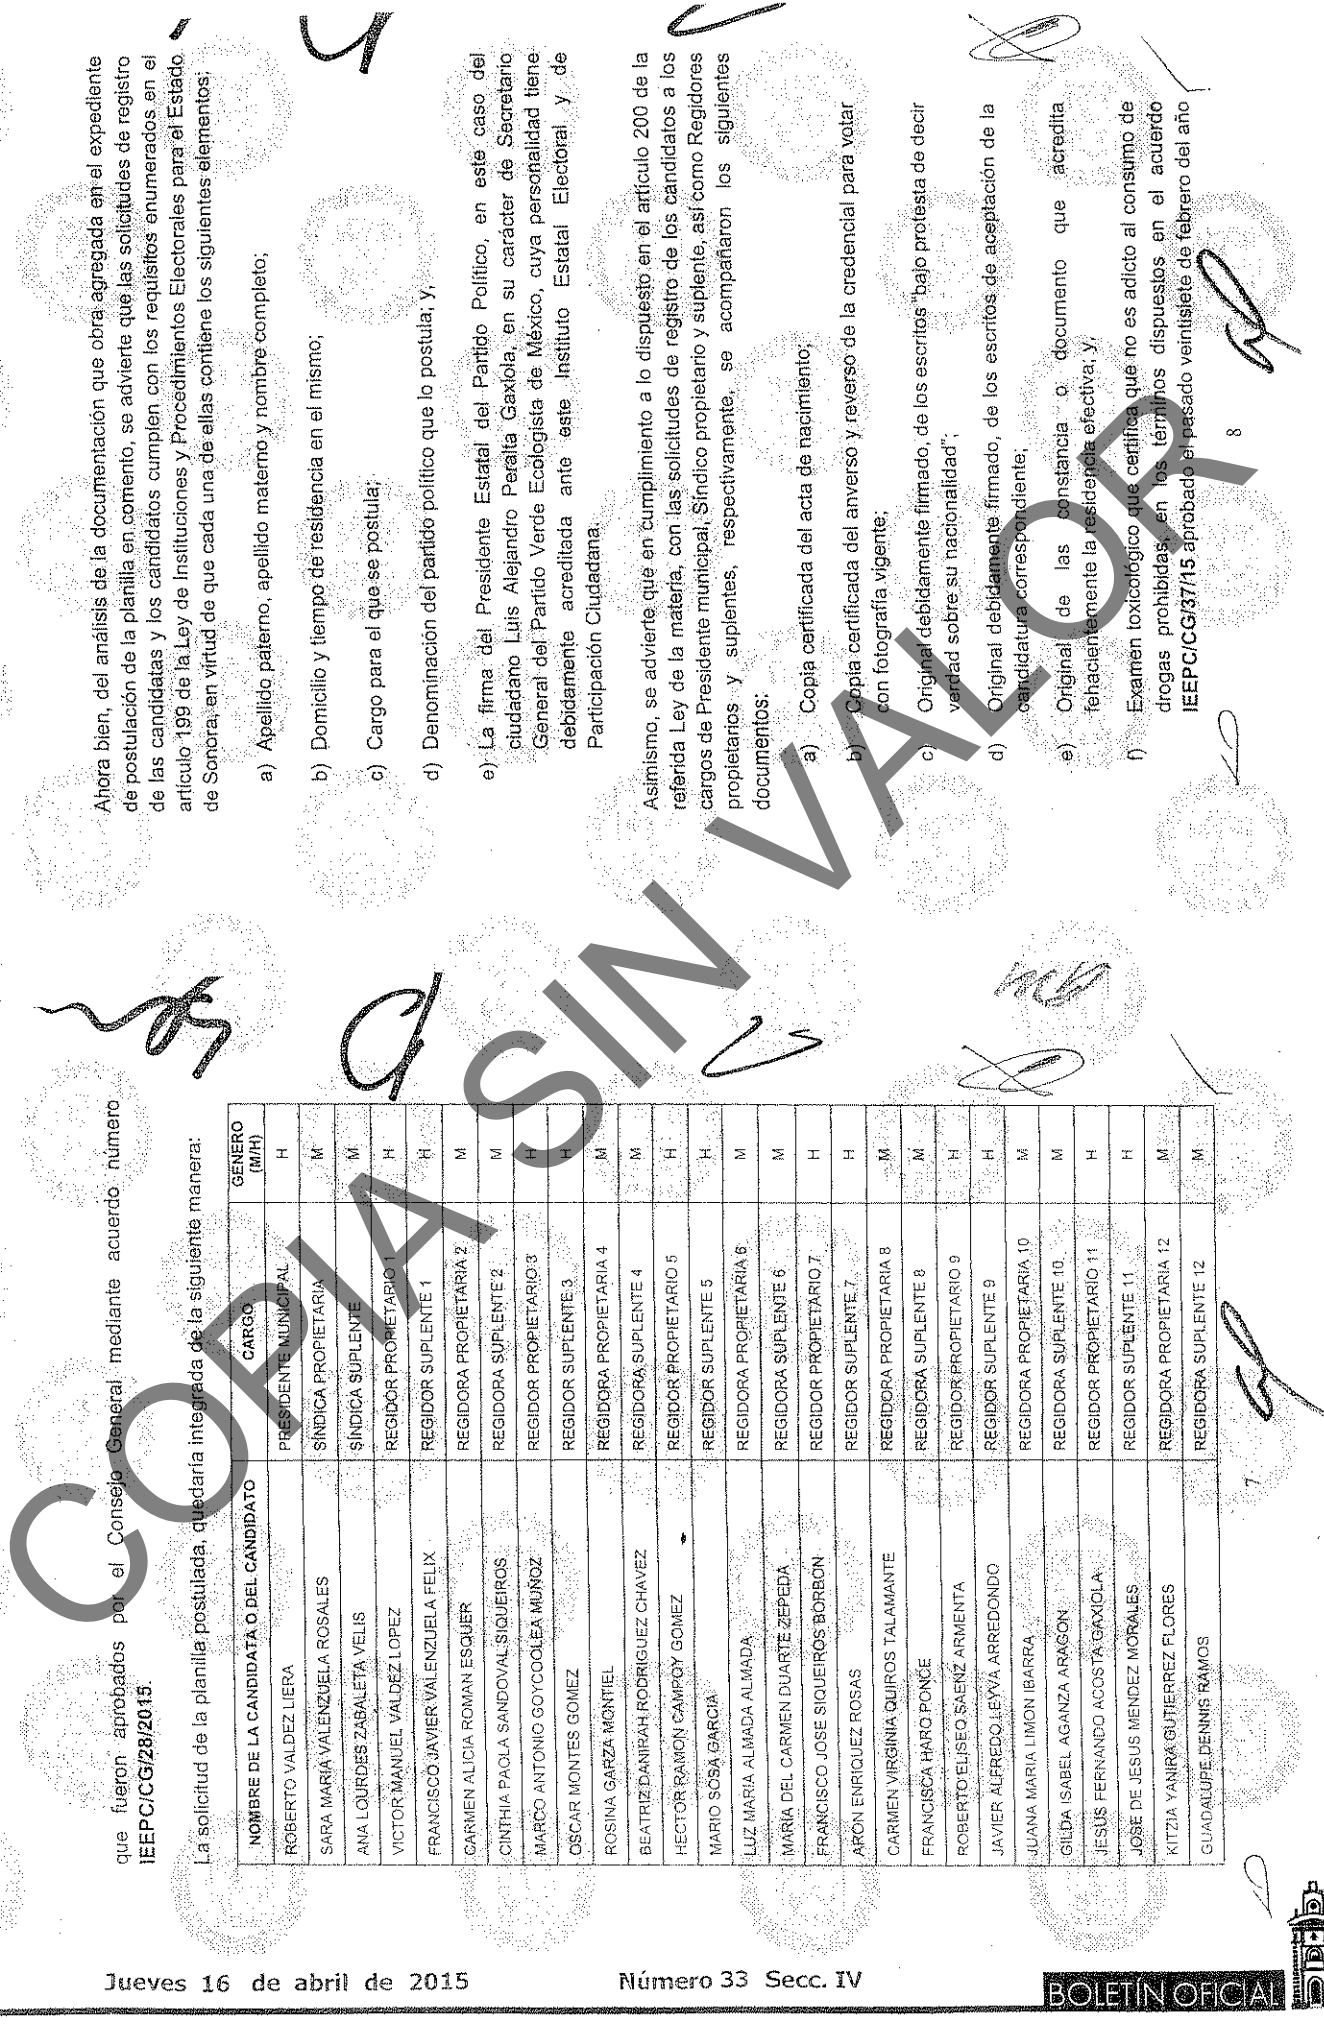 que fueron aprobados por el Consejo General mediante acuerdo número
IEEPC/CG/28/2015.
La solicitud de la planilla postulada, quedaría integrada de la siguiente manera:
NOMBRE DE LA CANDIDATA O DEL CANDIDATO CARGO GENERO (M/H)
ROBERTO VALDEZ LIERA PRESIDENTE MUNICIPAL H
SARA MARIA VALENZUELA ROSALES SÍNDICA PROPIETARIA M
ANA LOURDES ZABALETA VELIS SÍNDICA SUPLENTE M
VICTOR MANUEL VALDEZ LOPEZ REGIDOR PROPIETARIO 1 H
FRANCISCO JAVIER VALENZUELA FELIX REGIDOR SUPLENTE 1 H
CARMEN ALICIA ROMAN ESQUER REGIDORA PROPIETARIA 2 M
CINTHIA PAOLA SANDOVAL SIQUEIROS REGIDORA SUPLENTE 2 M
MARCO ANTONIO GOYCOOLEA MUÑOZ REGIDOR PROPIETARIO 3 H
OSCAR MONTES GOMEZ REGIDOR SUPLENTE 3 H
ROSINA GARZA MONTIEL REGIDORA PROPIETARIA 4 M
BEATRIZ DANIRAH RODRIGUEZ CHAVEZ REGIDORA SUPLENTE 4 M
HECTOR RAMON CAMPOY GOMEZ REGIDOR PROPIETARIO 5 H
MARIO SOSA GARCIA REGIDOR SUPLENTE 5 H
LUZ MARIA ALMADA ALMADA REGIDORA PROPIETARIA 6 M
MARIA DEL CARMEN DUARTE ZEPEDA REGIDORA SUPLENTE 6 M
FRANCISCO JOSE SIQUEIROS BORBON REGIDOR PROPIETARIO 7 H
ARON ENRIQUEZ ROSAS REGIDOR SUPLENTE 7 H
CARMEN VIRGINIA QUIROS TALAMANTE REGIDORA PROPIETARIA 8 M
FRANCISCA HARO PONCE REGIDORA SUPLENTE 8 M
ROBERTO ELISEO SAENZ ARMENTA REGIDOR PROPIETARIO 9 H
JAVIER ALFREDO LEYVA ARREDONDO REGIDOR SUPLENTE 9 H
JUANA MARIA LIMON IBARRA REGIDORA PROPIETARIA 10 M
GILDA ISABEL AGANZA ARAGON REGIDORA SUPLENTE 10 M
JESUS FERNANDO ACOSTA GAXIOLA REGIDOR PROPIETARIO 11 H
JOSE DE JESUS MENDEZ MORALES REGIDOR SUPLENTE 11 H
KITZIA YANIRA GUTIERREZ FLORES REGIDORA PROPIETARIA 12 M
GUADALUPE DENNIS RAMOS REGIDORA SUPLENTE 12 M
7
Ahora bien, del análisis de la documentación que obra agregada en el expediente
de postulación de la planilla en comento, se advierte que las solicitudes de registro
de las candidatas y los candidatos cumplen con los requisitos enumerados en el
artículo 199 de la Ley de Instituciones y Procedimientos Electorales para el Estado
de Sonora, en virtud de que cada una de ellas contiene los siguientes elementos:
a) Apellido paterno, apellido materno y nombre completo;
b) Domicilio y tiempo de residencia en el mismo;
c) Cargo para el que se postula;
d) Denominación del partido político que lo postula; y,
e) La firma del Presidente Estatal del Partido Político, en este caso del
ciudadano Luis Alejandro Peralta Gaxiola, en su carácter de Secretario
General del Partido Verde Ecologista de México, cuya personalidad tiene
debidamente acreditada ante este Instituto Estatal Electoral y de
Participación Ciudadana.
Asimismo, se advierte que en cumplimiento a lo dispuesto en el artículo 200 de la
referida Ley de la materia, con las solicitudes de registro de los candidatos a los
cargos de Presidente municipal, Síndico propietario y suplente, así como Regidores
propietarios y suplentes, respectivamente, se acompañaron los siguientes
documentos:
a) Copia certificada del acta de nacimiento;
b) Copia certificada del anverso y reverso de la credencial para votar
con fotografía vigente;
c) Original debidamente firmado, de los escritos "bajo protesta de decir
verdad sobre su nacionalidad";
d) Original debidamente firmado, de los escritos de aceptación de la
candidatura correspondiente;
e) Original de las constancia o documento que acredita
fehacientemente la residencia efectiva; y,
f) Examen toxicológico que certifica que no es adicto al consumo de
drogas prohibidas, en los términos dispuestos en el acuerdo
IEEPC/CG/37/15 aprobado el pasado veintisiete de febrero del año
8
COPIA SIN VALOR
Jueves 16 de abril de 2015
Número 33 Secc. IV
BOLETIN OFICIAL